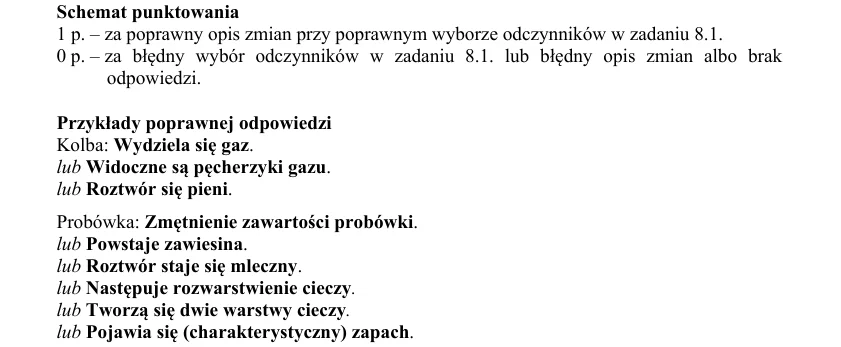 Schemat punktowania
1 p. – za poprawny opis zmian przy poprawnym wyborze odczynników w zadaniu 8.1.
0 p. – za błędny wybór odczynników w zadaniu 8.1. lub błędny opis zmian albo brak
odpowiedzi.
Przykłady poprawnej odpowiedzi
Kolba: Wydziela się gaz.
lub Widoczne są pęcherzyki gazu.
lub Roztwór się pieni.
Probówka: Zmętnienie zawartości probówki.
lub Powstaje zawiesina.
lub Roztwór staje się mleczny.
lub Następuje rozwarstwienie cieczy.
lub Tworzą się dwie warstwy cieczy.
lub Pojawia się (charakterystyczny) zapach.